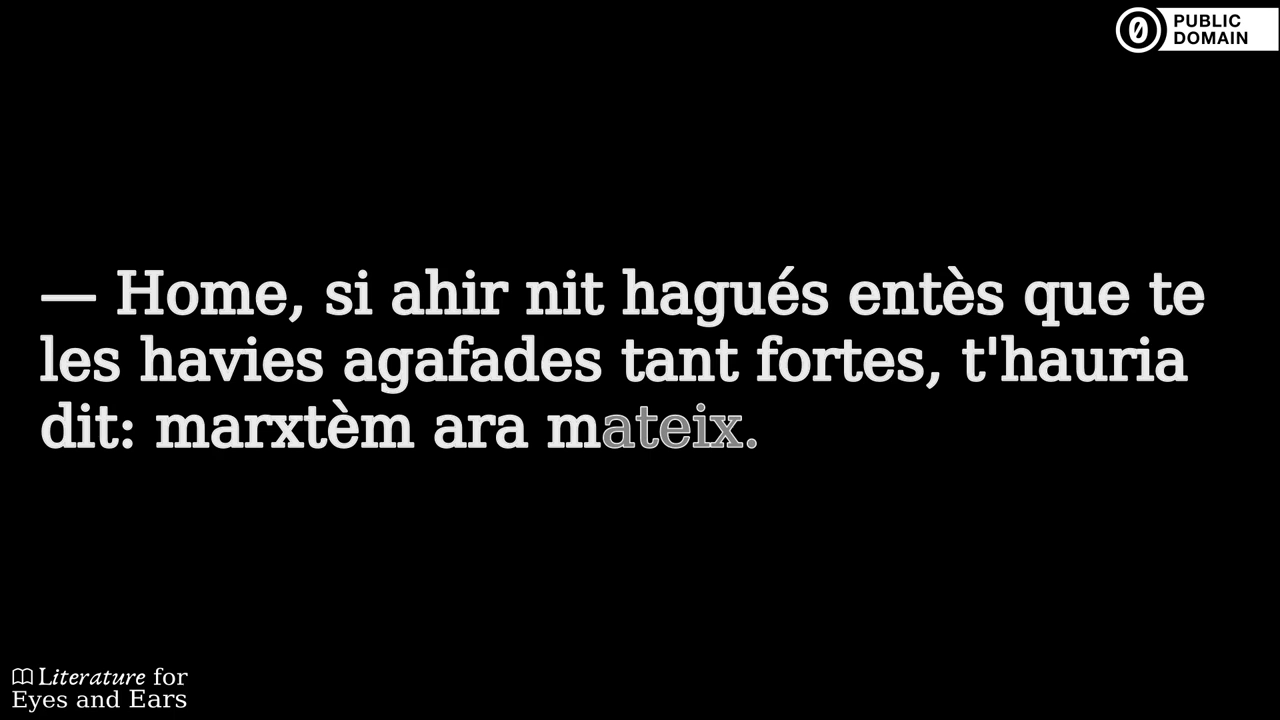 PUBLIC
DOMAIN
— Home, si ahir nit hagués entès que te
les havies agafades tant fortes, t'hauria
dit: marxtèm ara mateix.
Literature for
Eyes and Ears